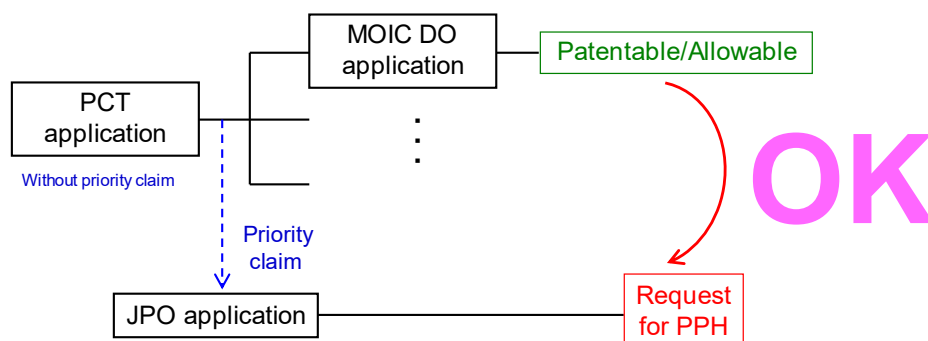 MOIC DO
application
Patentable/Allowable
PCT
application
Without priority claim
OK
Priority
claim
JPO application
Request
for PPH